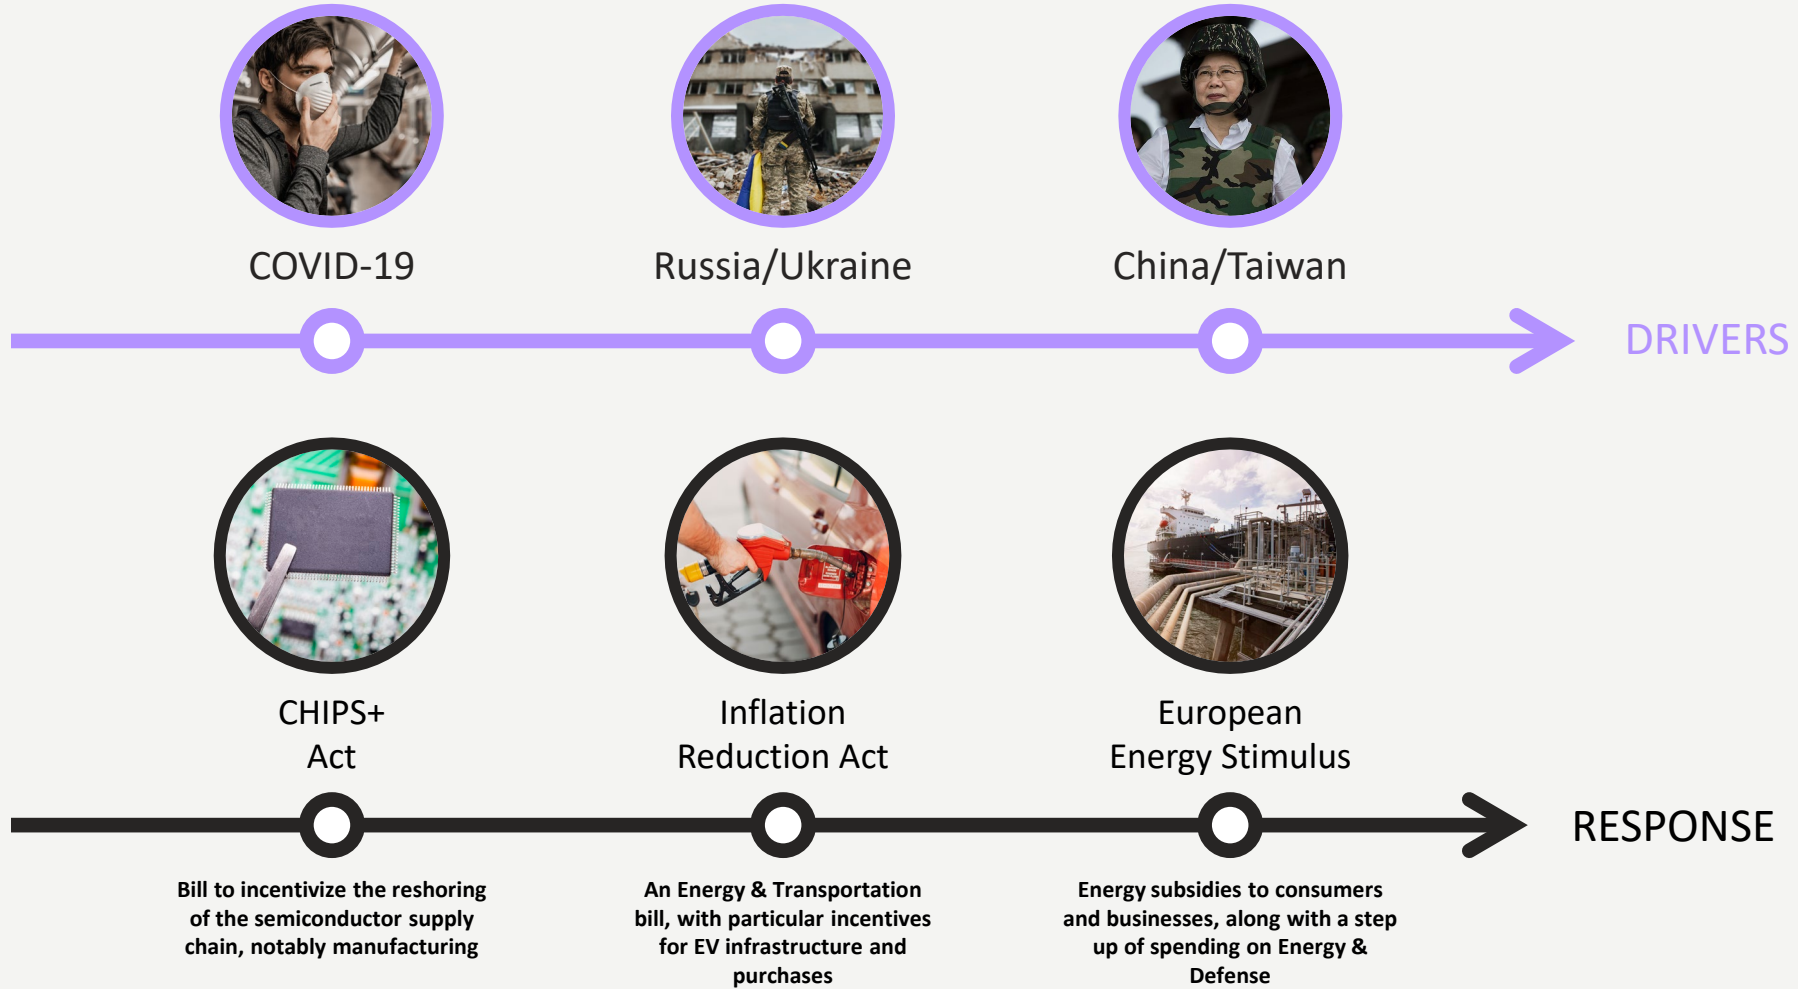 COVID-19
Russia/Ukraine
China/Taiwan
DRIVERS
CHIPS+
Act
Inflation
Reduction Act
European
Energy Stimulus
RESPONSE
Bill to incentivize the reshoring
of the semiconductor supply
chain, notably manufacturing
An Energy & Transportation
bill, with particular incentives
for EV infrastructure and
purchases
Energy subsidies to consumers
and businesses, along with a step
up of spending on Energy &
Defense